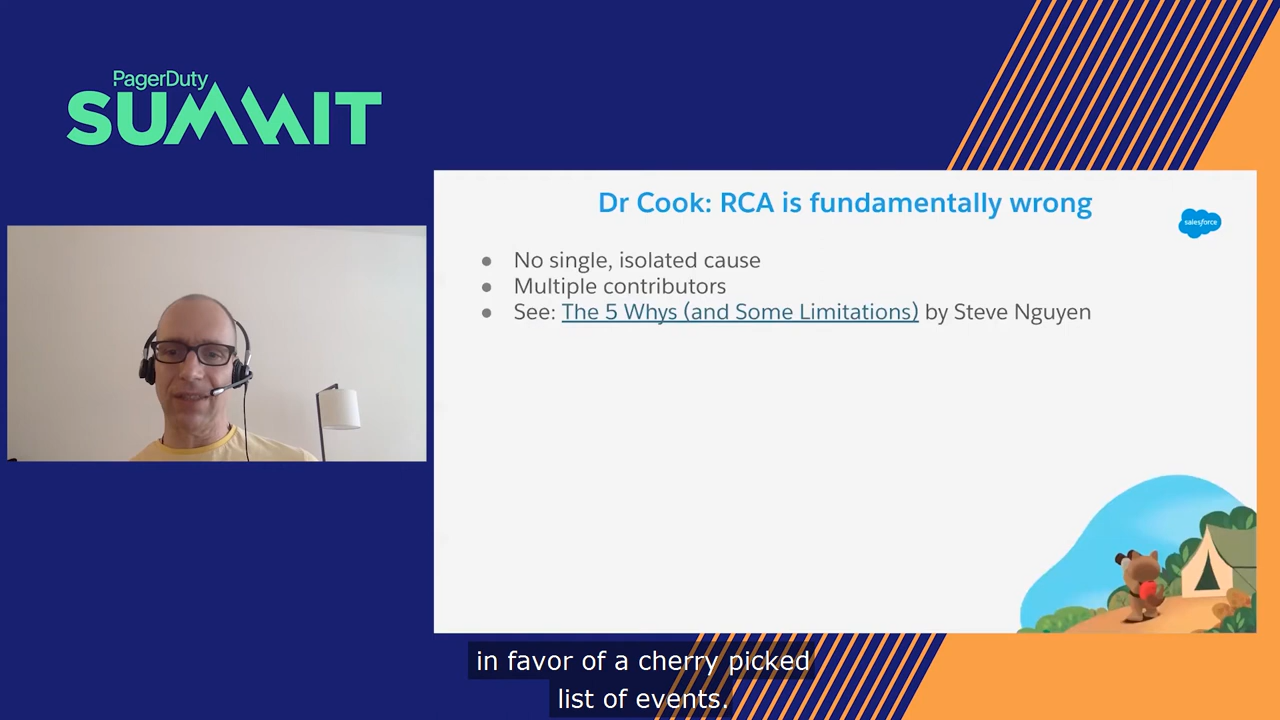 PagerDuty
SUMMIT
Dr Cook: RCA is fundamentally wrong
salesforce
● No single, isolated cause
● Multiple contributors
● See: The 5 Whys (and Some Limitations) by Steve Nguyen
in favor of a cherry picked
list of events.